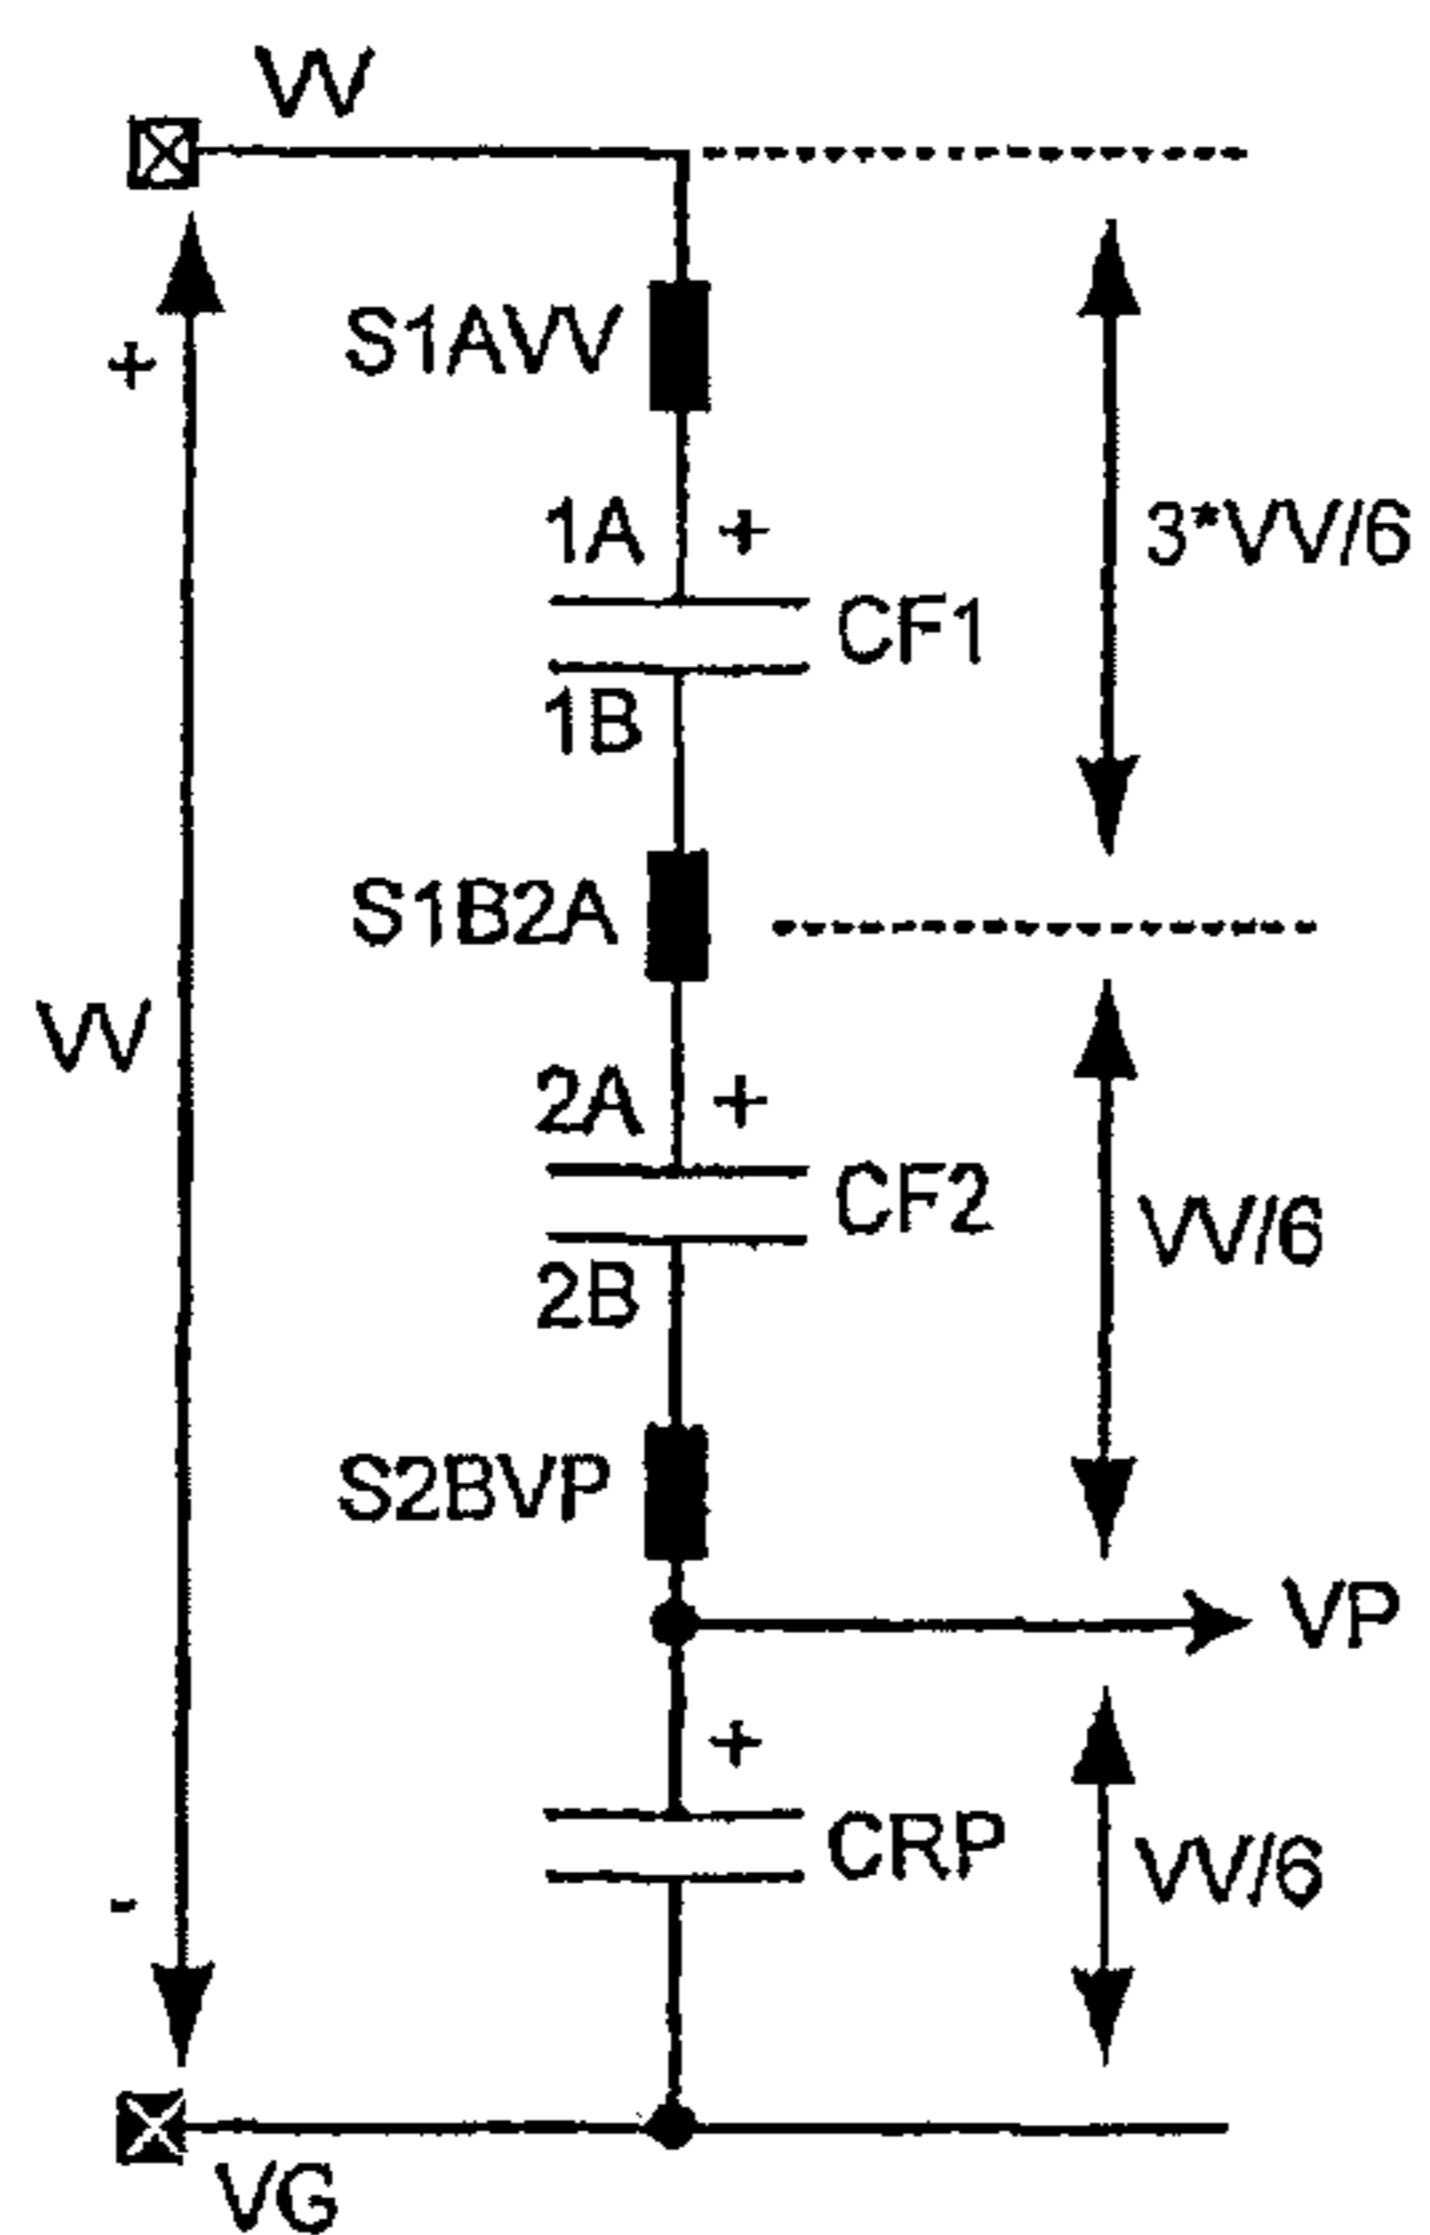 VV
S1AVV
+
1A +
3*VV/6
CF1
1B
S1B2A
VV
2A +
CF2
VV/6
2B
S2BVP
VP
+
CRP
VV/6
-
VG